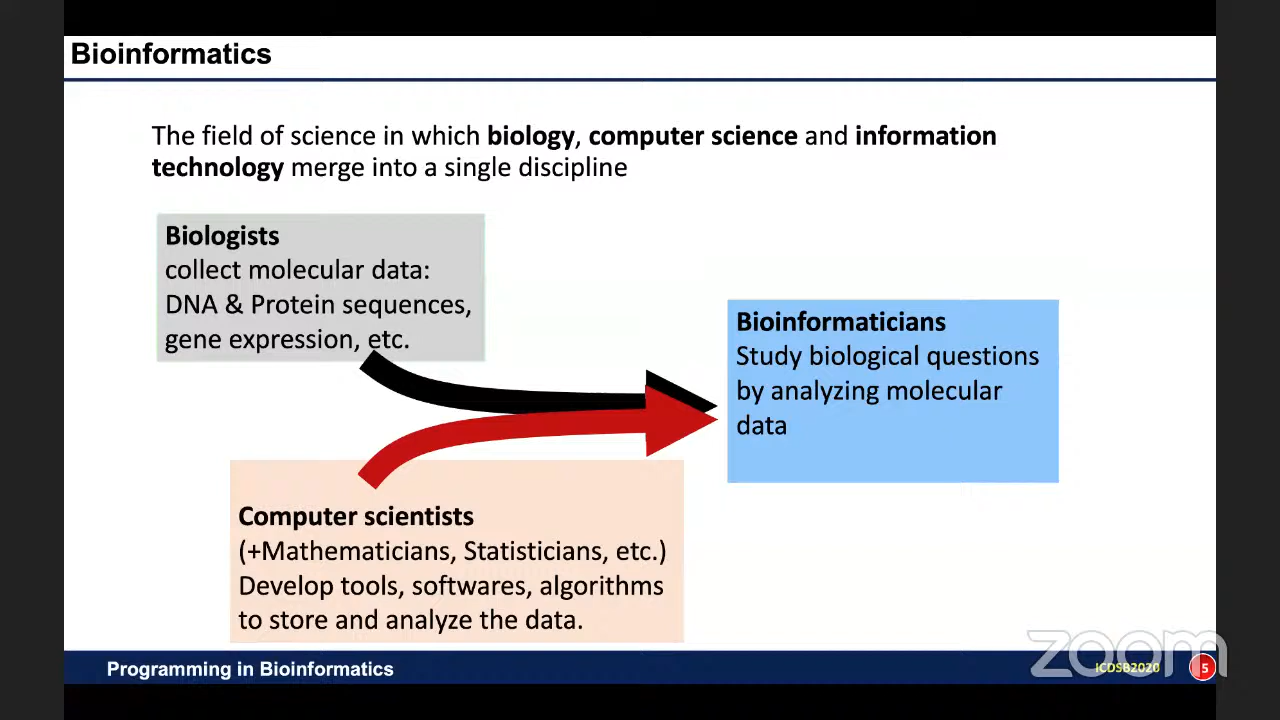 Bioinformatics
The field of science in which biology, computer science and information
technology merge into a single discipline
Biologists
collect molecular data:
DNA & Protein sequences,
gene expression, etc.
Bioinformaticians
Study biological questions
by analyzing molecular
data
Computer scientists
(+Mathematicians, Statisticians, etc.)
Develop tools, softwares, algorithms
to store and analyze the data.
Programming in Bioinformatics
ICDSB2020
5
zoom